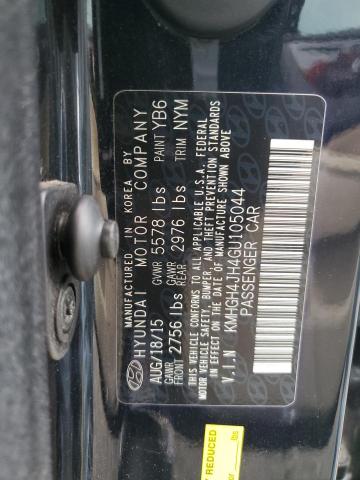 MANUFACTURED IN KOREA BY
HYUNDAI MOTOR COMPANY
AUG/18/15 GVWR 5578 lbs PAINT YB6
GAWR FRONT 2756 lbs GAWR REAR 2976 lbs TRIM NYM
THIS VEHICLE CONFORMS TO ALL APPLICABLE U.S.A. FEDERAL
MOTOR VEHICLE SAFETY, BUMPER, AND THEFT PREVENTION STANDARDS
IN EFFECT ON THE DATE OF MANUFACTURE SHOWN ABOVE
V.I.N KMHGH4JH4GU105044
PASSENGER CAR
REDUCED
lbs